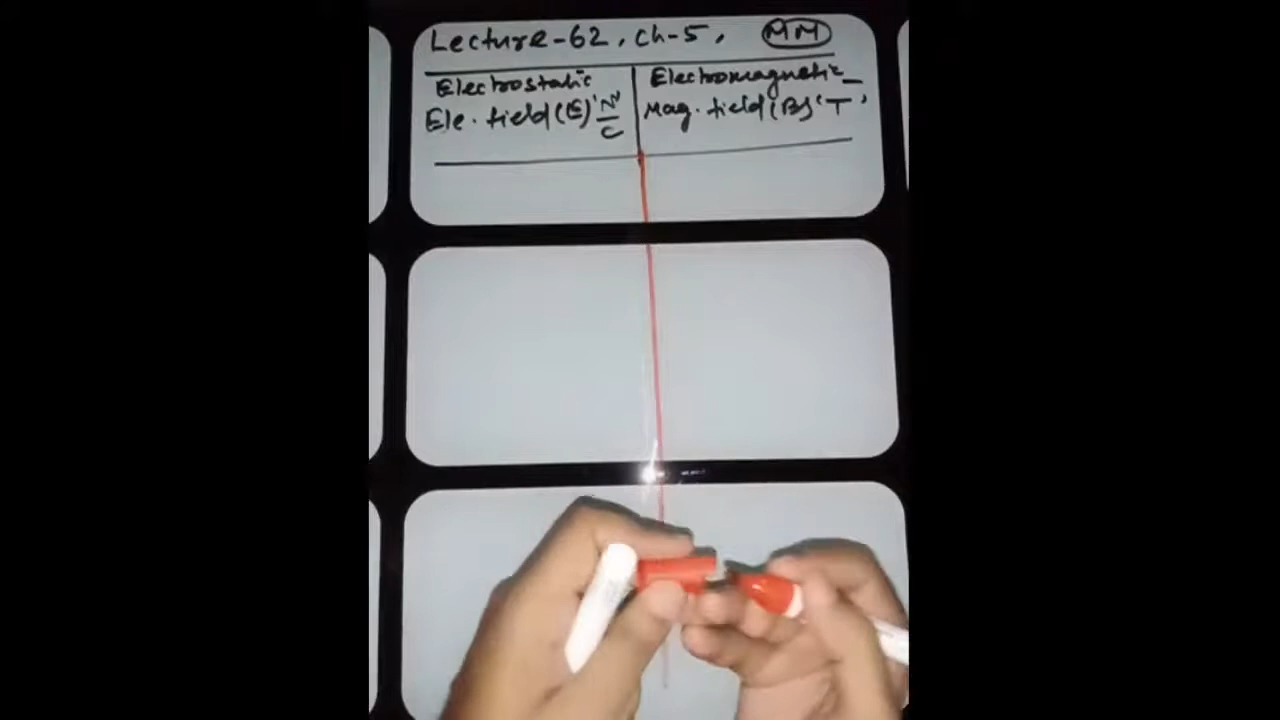 Lecture-62, Ch-5, MM
Electrostatic
Ele. field (E) 'N/C'
Electromagnetic
Mag. field (B) 'T'